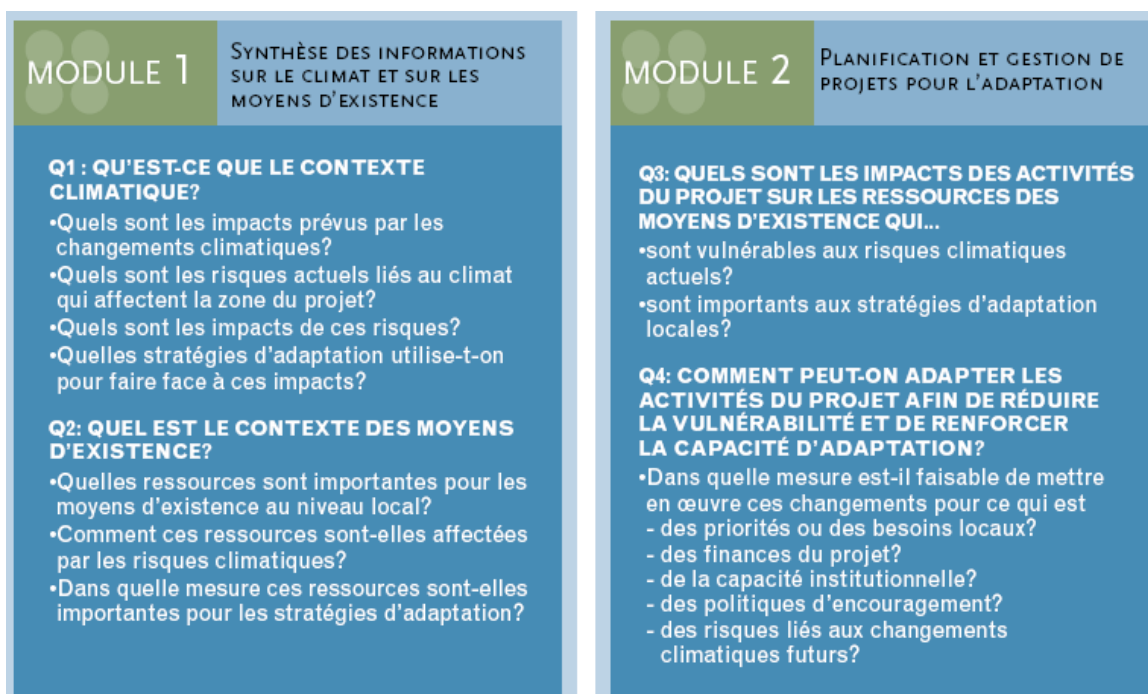 MODULE 1
SYNTHÈSE DES INFORMATIONS
SUR LE CLIMAT ET SUR LES
MOYENS D'EXISTENCE
Q1 : QU'EST-CE QUE LE CONTEXTE
CLIMATIQUE?
•Quels sont les impacts prévus par les
changements climatiques?
•Quels sont les risques actuels liés au climat
qui affectent la zone du projet?
•Quels sont les impacts de ces risques?
•Quelles stratégies d'adaptation utilise-t-on
pour faire face à ces impacts?
Q2: QUEL EST LE CONTEXTE DES MOYENS
D'EXISTENCE?
•Quelles ressources sont importantes pour les
moyens d'existence au niveau local?
•Comment ces ressources sont-elles affectées
par les risques climatiques?
•Dans quelle mesure ces ressources sont-elles
importantes pour les stratégies d'adaptation?
MODULE 2
PLANIFICATION ET GESTION DE
PROJETS POUR L'ADAPTATION
Q3: QUELS SONT LES IMPACTS DES ACTIVITÉS
DU PROJET SUR LES RESSOURCES DES
MOYENS D'EXISTENCE QUI...
•sont vulnérables aux risques climatiques
actuels?
•sont importants aux stratégies d'adaptation
locales?
Q4: COMMENT PEUT-ON ADAPTER LES
ACTIVITÉS DU PROJET AFIN DE RÉDUIRE
LA VULNÉRABILITÉ ET DE RENFORCER
LA CAPACITÉ D'ADAPTATION?
•Dans quelle mesure est-il faisable de mettre
en œuvre ces changements pour ce qui est
- des priorités ou des besoins locaux?
- des finances du projet?
- de la capacité institutionnelle?
- des politiques d'encouragement?
- des risques liés aux changements
climatiques futurs?